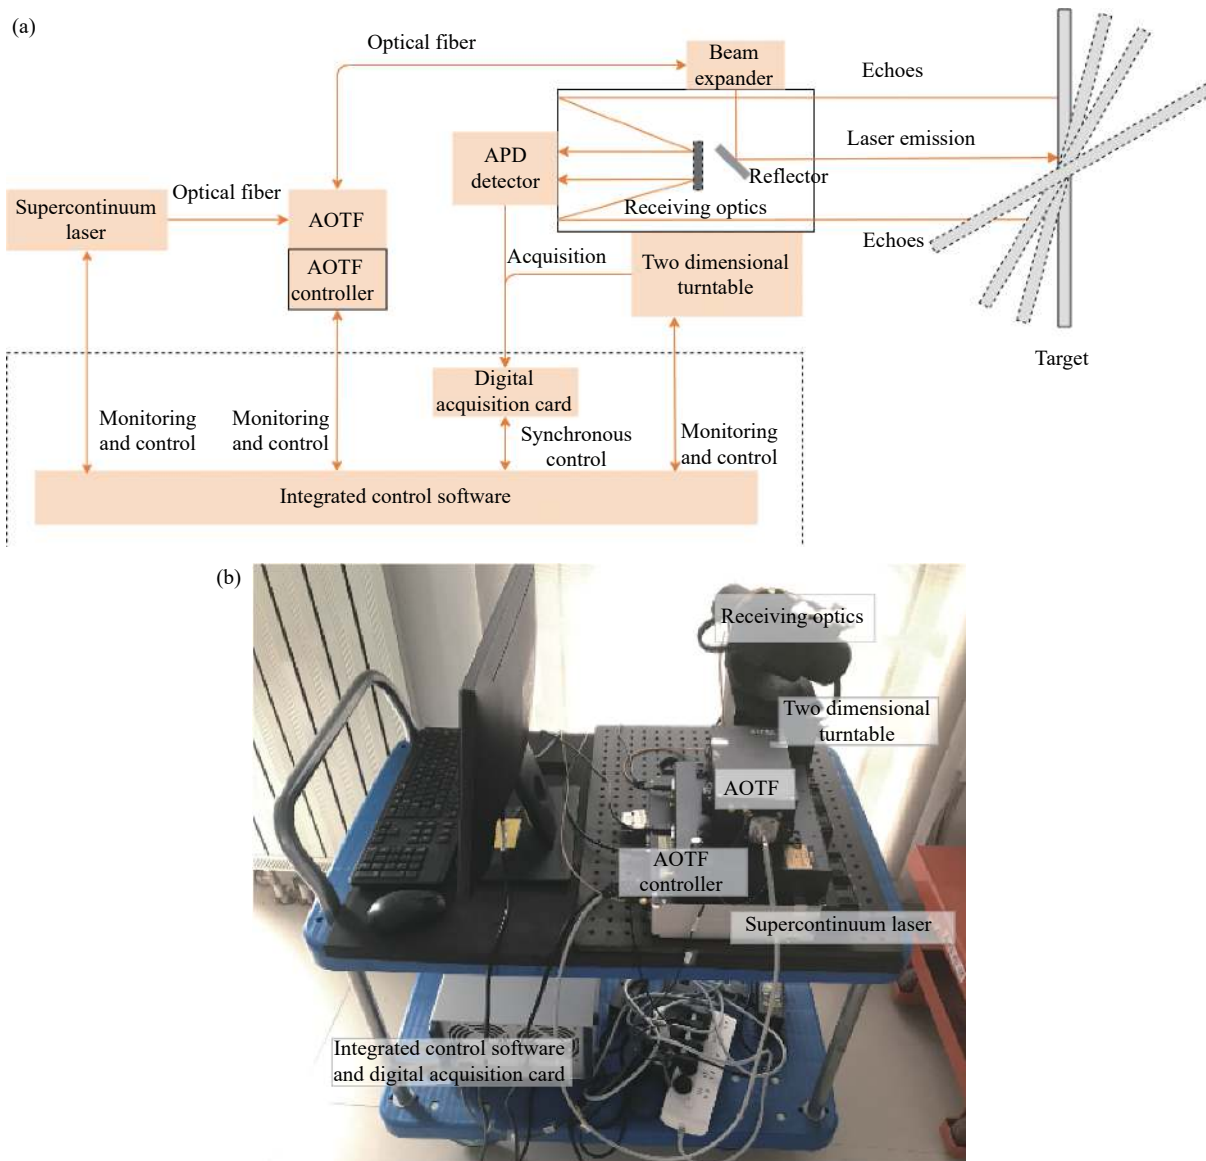 (a)
Optical fiber
Beam
expander
Echoes
Laser emission
APD
detector
Reflector
Receiving optics
Optical fiber
Supercontinuum
laser
AOTF
Echoes
AOTF
controller
Acquisition
Two dimensional
turntable
Target
Digital
acquisition card
Monitoring
and control
Monitoring
and control
Synchronous
control
Monitoring
and control
Integrated control software
(b)
Receiving optics
Two dimensional
turntable
AOTF
AOTF
controller
Supercontinuum laser
Integrated control software
and digital acquisition card